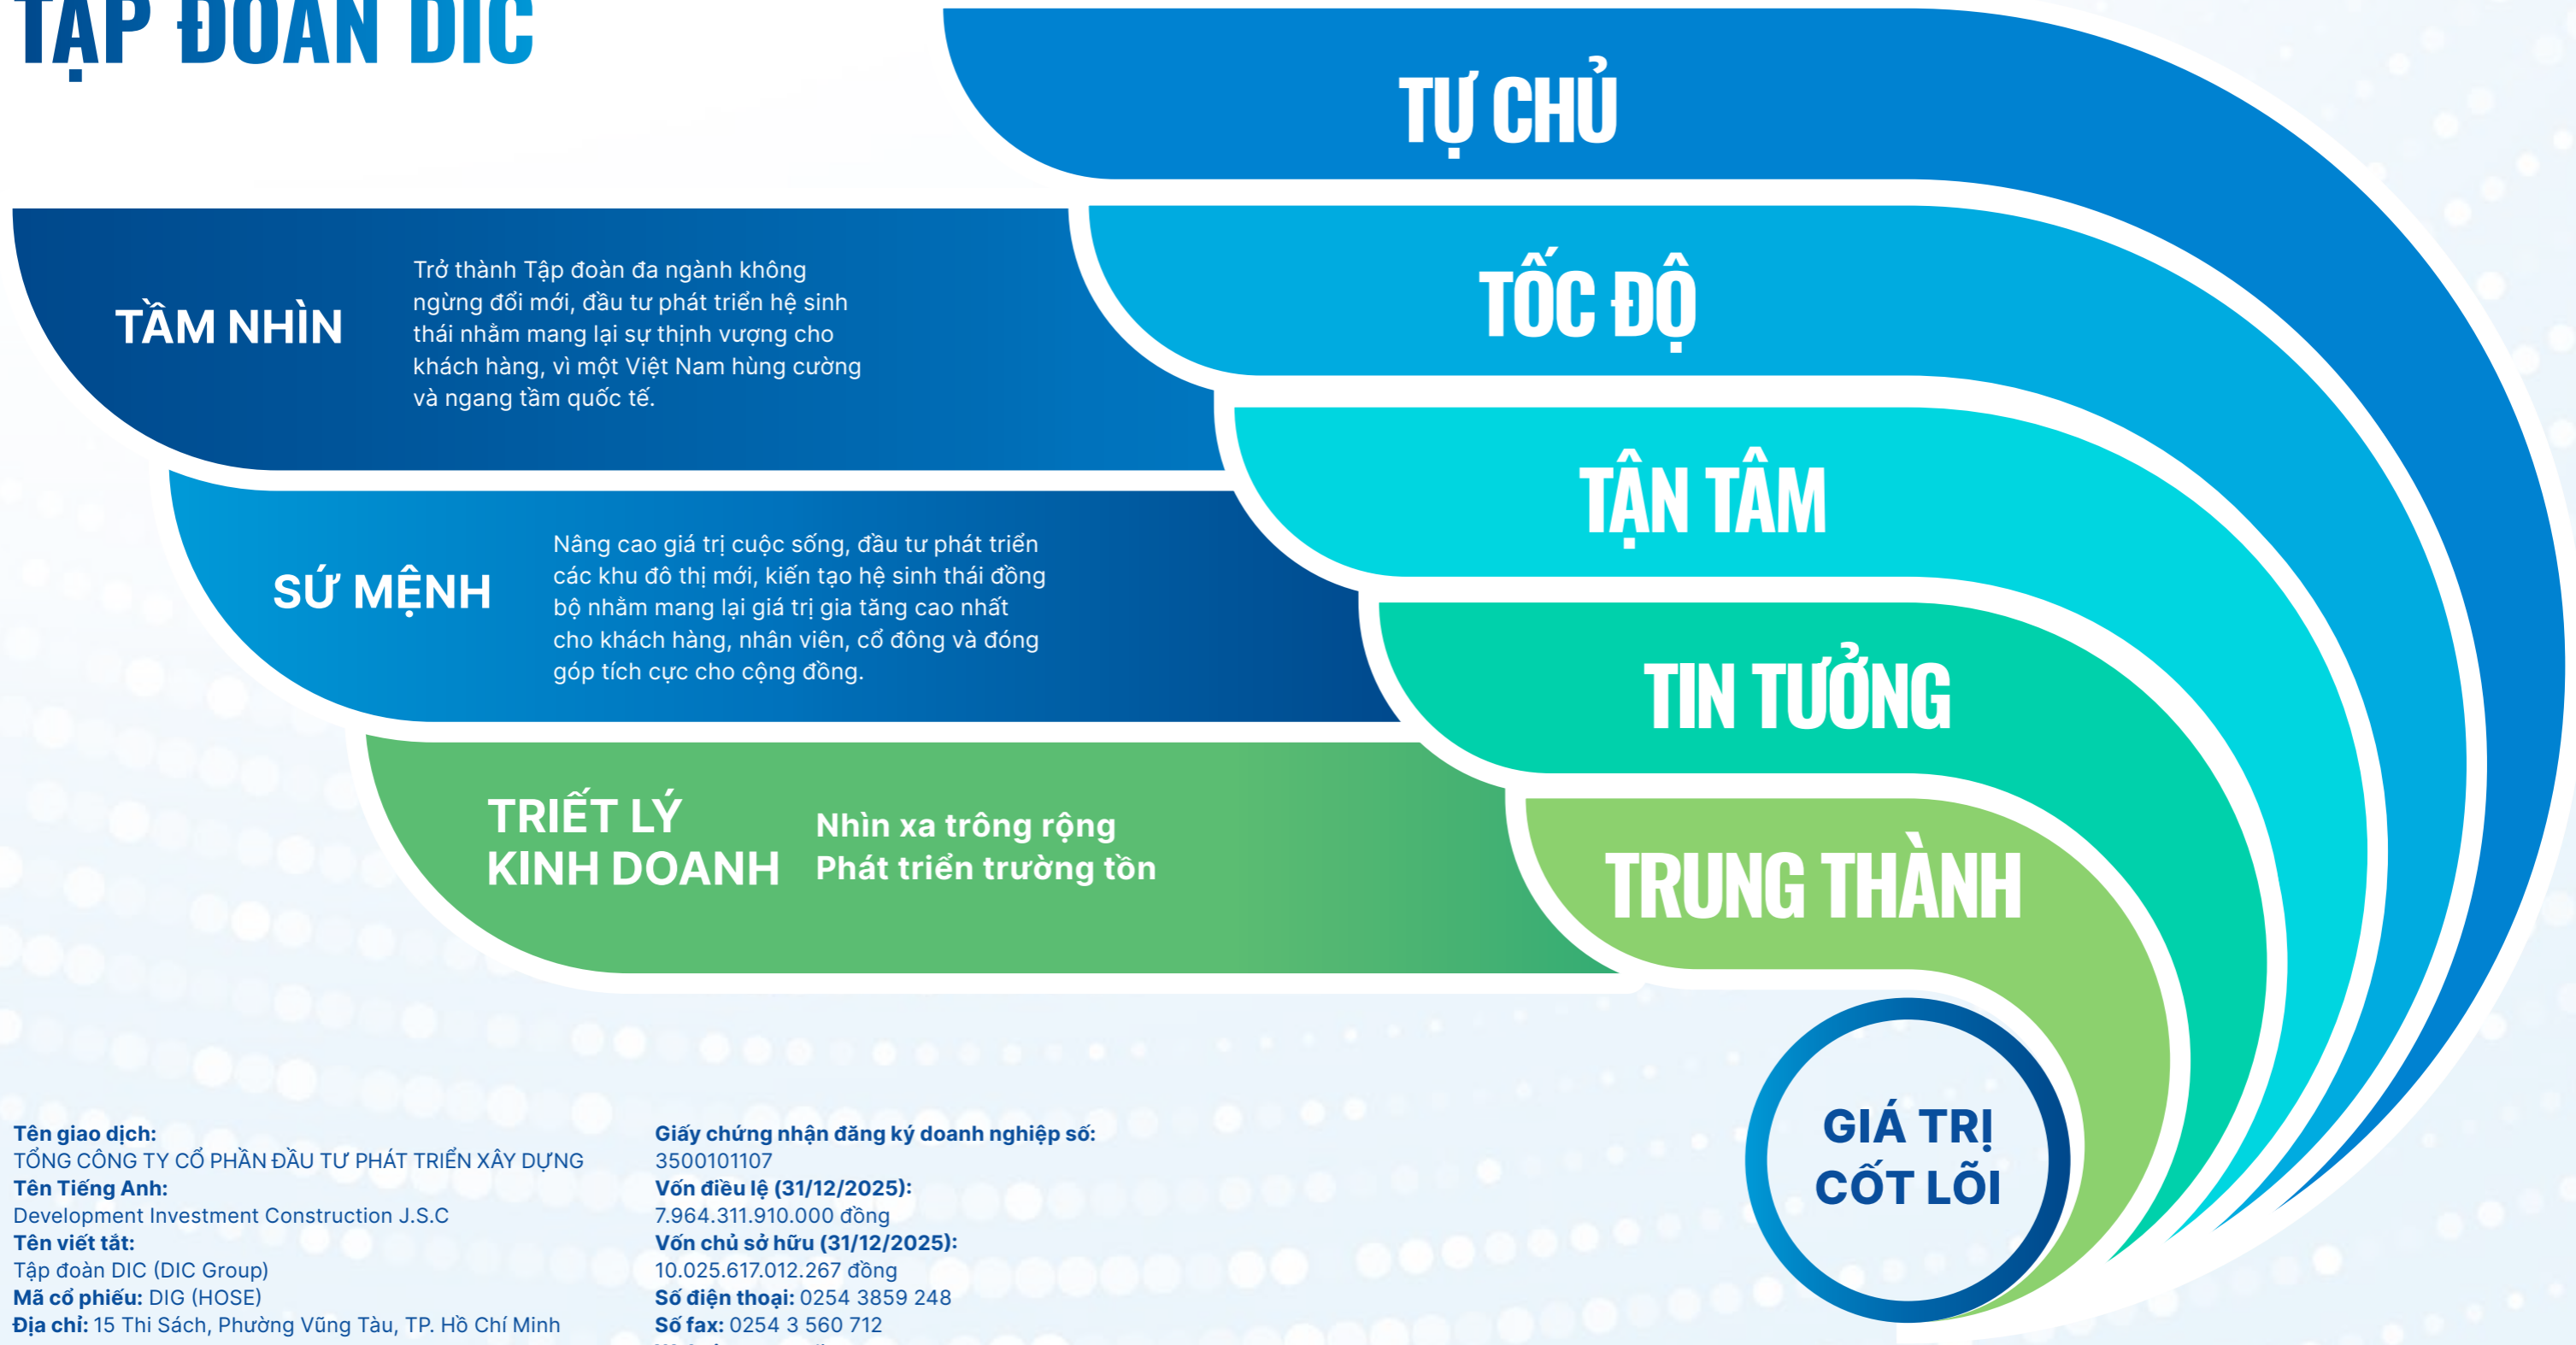 TẬP ĐOÀN DIC
TỰ CHỦ
TỐC ĐỘ
TẬN TÂM
TIN TƯỞNG
TRUNG THÀNH
GIÁ TRỊ
CỐT LÕI
TẦM NHÌN
Trở thành Tập đoàn đa ngành không
ngừng đổi mới, đầu tư phát triển hệ sinh
thái nhằm mang lại sự thịnh vượng cho
khách hàng, vì một Việt Nam hùng cường
và ngang tầm quốc tế.
SỨ MỆNH
Nâng cao giá trị cuộc sống, đầu tư phát triển
các khu đô thị mới, kiến tạo hệ sinh thái đồng
bộ nhằm mang lại giá trị gia tăng cao nhất
cho khách hàng, nhân viên, cổ đông và đóng
góp tích cực cho cộng đồng.
TRIẾT LÝ
KINH DOANH
Nhìn xa trông rộng
Phát triển trường tồn
Tên giao dịch:
TỔNG CÔNG TY CỔ PHẦN ĐẦU TƯ PHÁT TRIỂN XÂY DỰNG
Tên Tiếng Anh:
Development Investment Construction J.S.C
Tên viết tắt:
Tập đoàn DIC (DIC Group)
Mã cổ phiếu: DIG (HOSE)
Địa chỉ: 15 Thi Sách, Phường Vũng Tàu, TP. Hồ Chí Minh
Giấy chứng nhận đăng ký doanh nghiệp số:
3500101107
Vốn điều lệ (31/12/2025):
7.964.311.910.000 đồng
Vốn chủ sở hữu (31/12/2025):
10.025.617.012.267 đồng
Số điện thoại: 0254 3859 248
Số fax: 0254 3 560 712